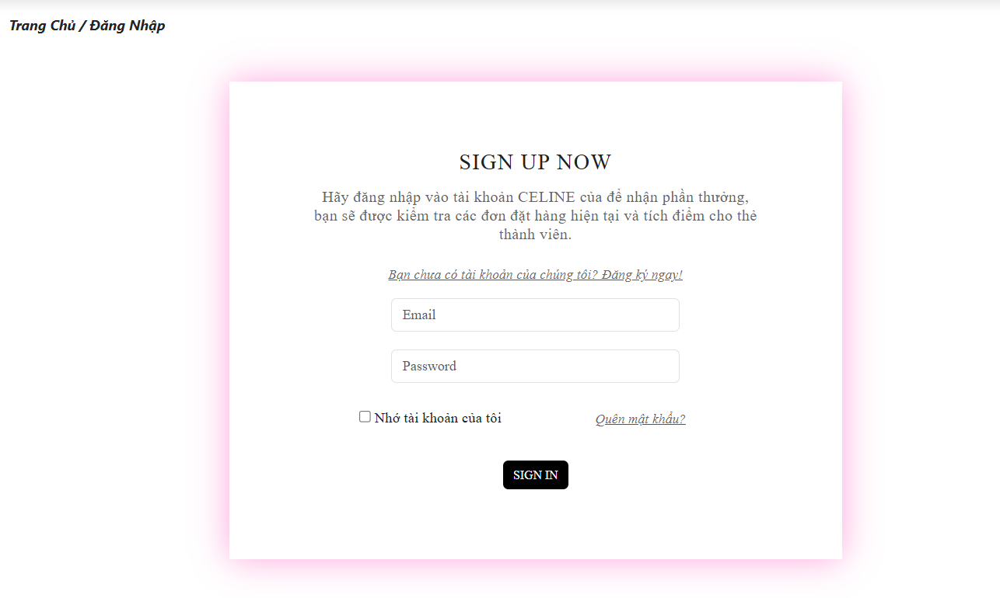 Trang Chủ / Đăng Nhập
SIGN UP NOW
Hãy đăng nhập vào tài khoản CELINE của để nhận phần thưởng,
bạn sẽ được kiểm tra các đơn đặt hàng hiện tại và tích điểm cho thẻ
thành viên.
Bạn chưa có tài khoản của chúng tôi? Đăng ký ngay!
Email
Password
Nhớ tài khoản của tôi
Quên mật khẩu?
SIGN IN